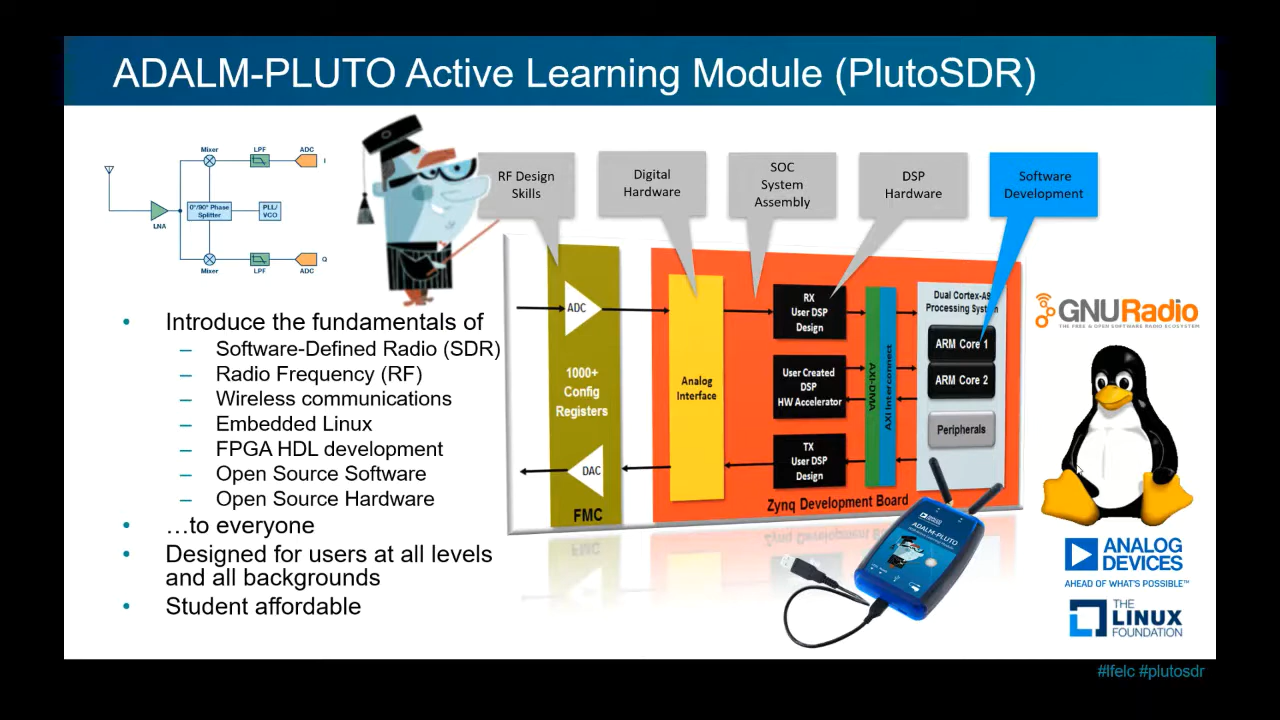 ADALM-PLUTO Active Learning Module (PlutoSDR)
Mixer
LPF
ADC
I
0°/90° Phase
Splitter
PLL/
VCO
LNA
Mixer
LPF
ADC
Q
RF Design
Skills
Digital
Hardware
SOC
System
Assembly
DSP
Hardware
Software
Development
ADC
1000+
Config
Registers
DAC
FMC
Analog
Interface
RX
User DSP
Design
User Created
DSP
HW Accelerator
TX
User DSP
Design
AXI-DMA
AXI Interconnect
Dual Cortex-A9
Processing System
ARM Core 1
ARM Core 2
Peripherals
Zynq Development Board
ADALM-PLUTO
• Introduce the fundamentals of
– Software-Defined Radio (SDR)
– Radio Frequency (RF)
– Wireless communications
– Embedded Linux
– FPGA HDL development
– Open Source Software
– Open Source Hardware
• …to everyone
• Designed for users at all levels
and all backgrounds
• Student affordable
GNURadio
THE FREE & OPEN SOFTWARE RADIO ECOSYSTEM
ANALOG
DEVICES
AHEAD OF WHAT'S POSSIBLE™
THE
LINUX
FOUNDATION
#lfelc #plutosdr